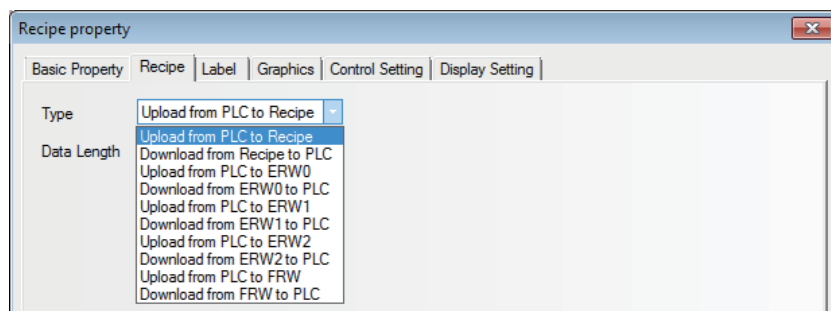 Recipe property
Basic Property Recipe Label Graphics Control Setting Display Setting
Type Upload from PLC to Recipe
Upload from PLC to Recipe
Data Length Download from Recipe to PLC
Upload from PLC to ERW0
Download from ERW0 to PLC
Upload from PLC to ERW1
Download from ERW1 to PLC
Upload from PLC to ERW2
Download from ERW2 to PLC
Upload from PLC to FRW
Download from FRW to PLC